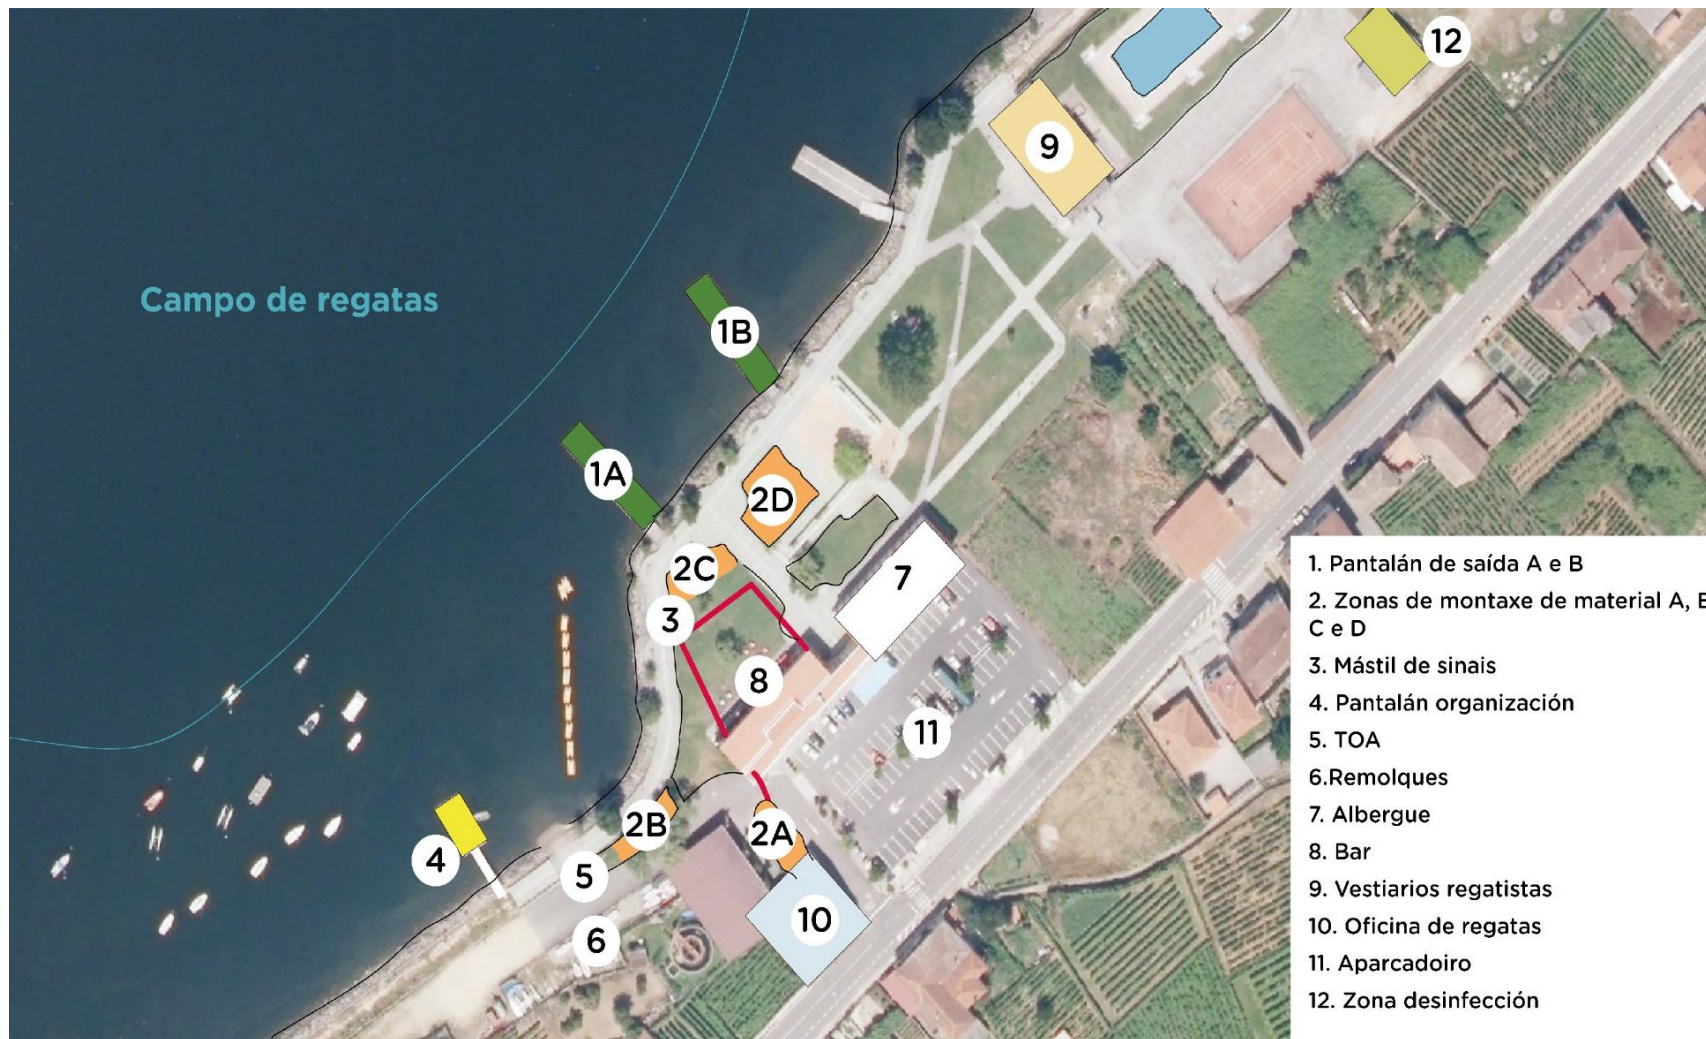 12
9
Campo de regatas
1B
1A
2D
2C
3
7
8
11
2B
2A
4
5
10
6
1. Pantalán de saída A e B
2. Zonas de montaxe de material A, B
C e D
3. Mástil de sinais
4. Pantalán organización
5. TOA
6.Remolques
7. Albergue
8. Bar
9. Vestiarios regatistas
10. Oficina de regatas
11. Aparcadoiro
12. Zona desinfección